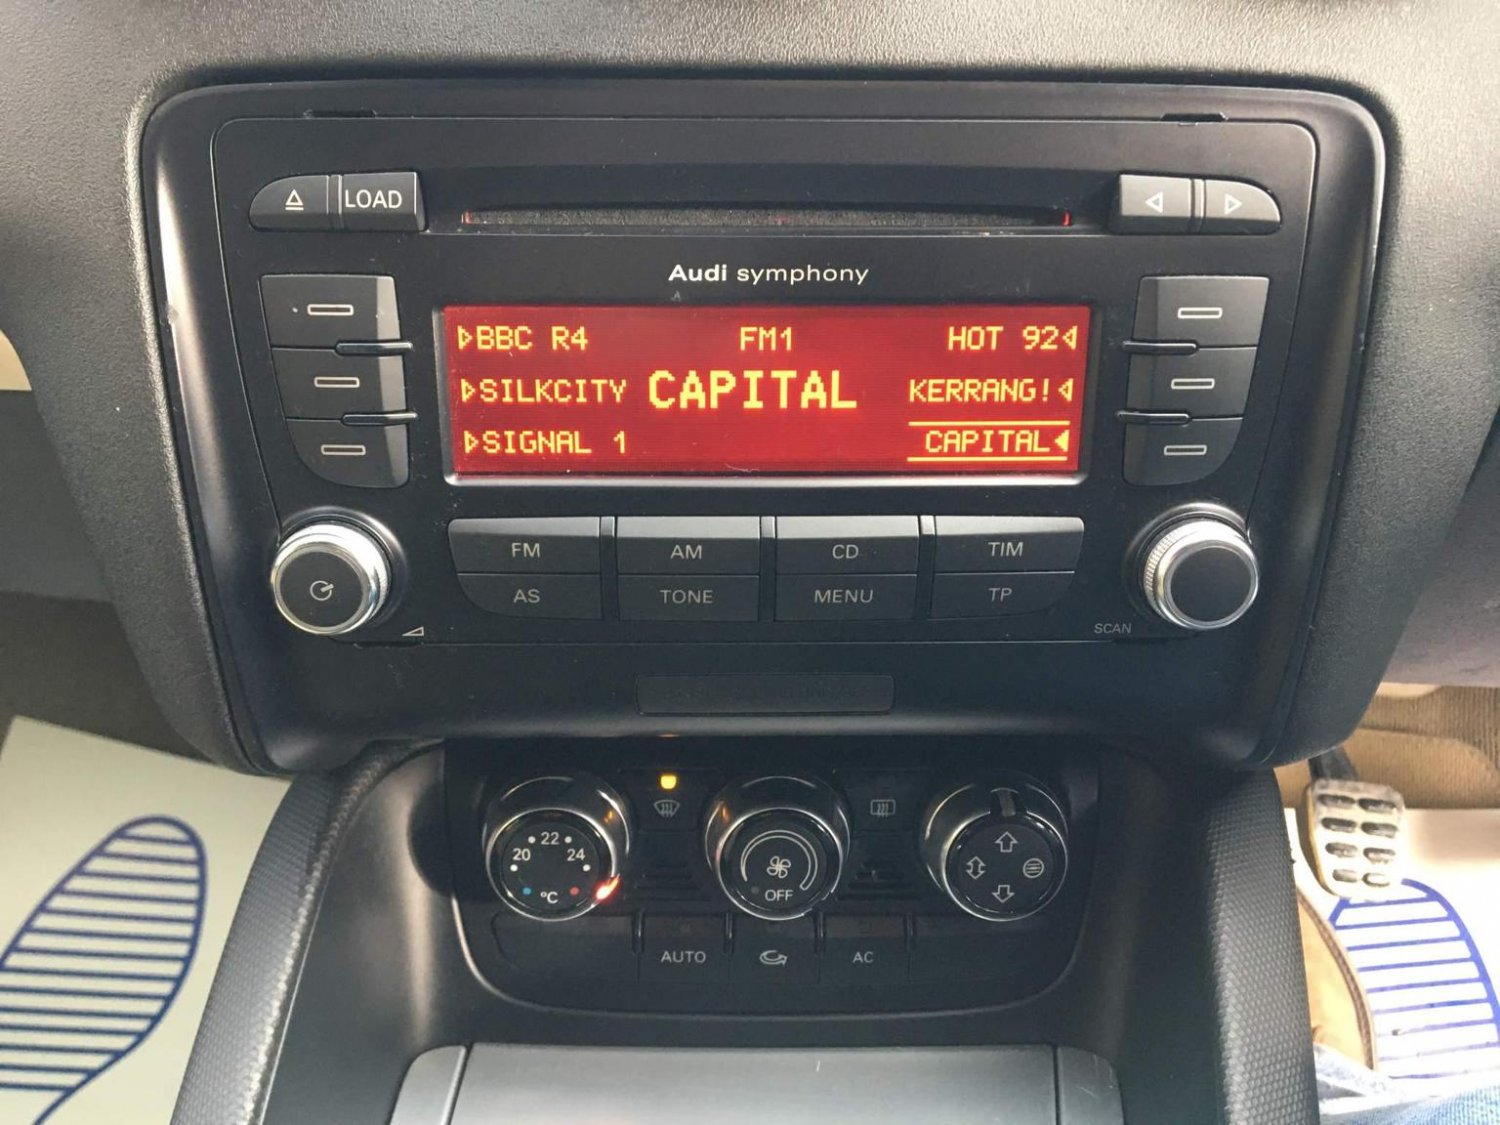 LOAD
Audi symphony
BBC R4 FM1 HOT 92
SILKCITY CAPITAL KERRANG!
SIGNAL 1 CAPITAL
FM AM CD TIM
AS TONE MENU TP
SCAN
22
20 24
°C OFF
AUTO AC